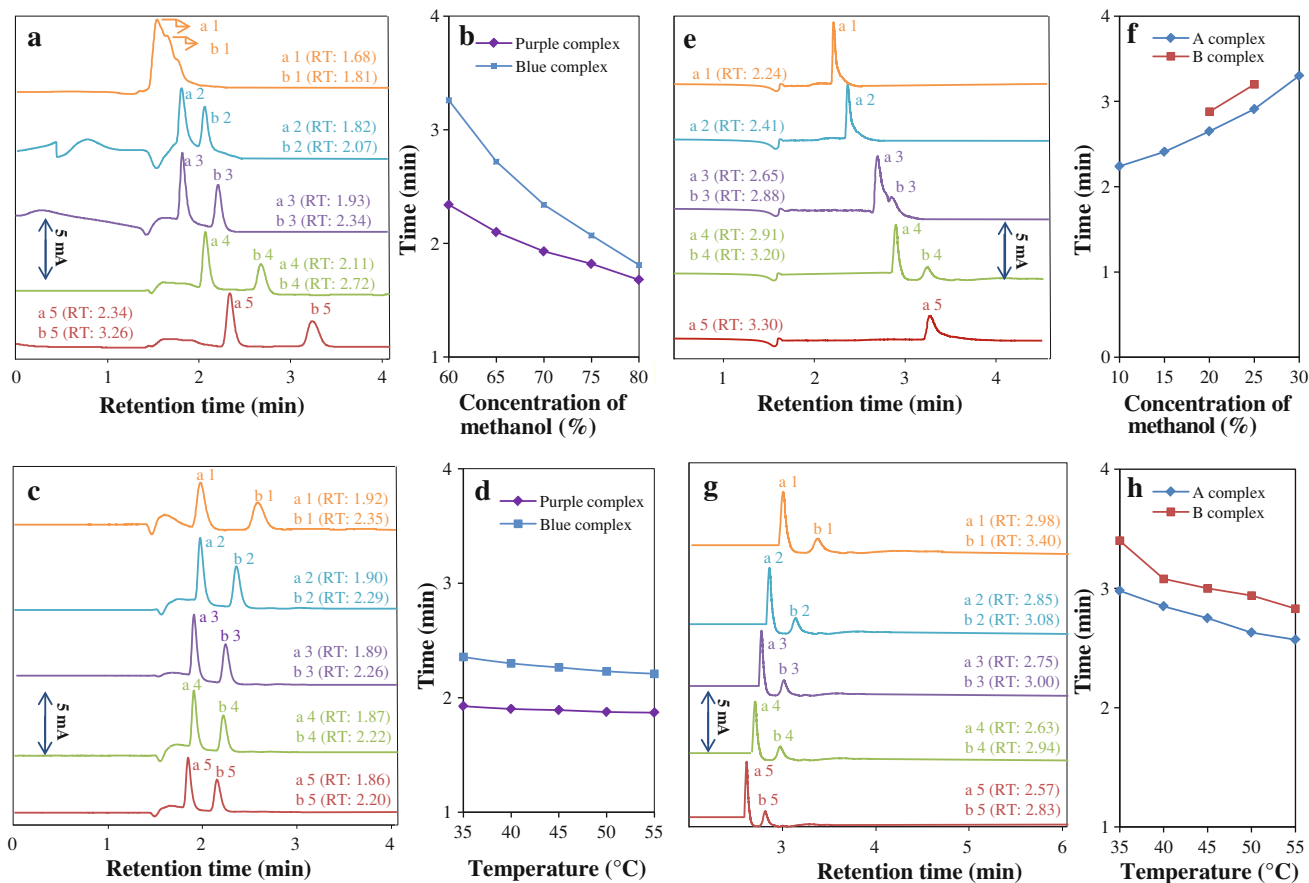 a
a 1
b 1
a 1 (RT: 1.68)
b 1 (RT: 1.81)
a 2
b 2
a 2 (RT: 1.82)
b 2 (RT: 2.07)
a 3
b 3
a 3 (RT: 1.93)
b 3 (RT: 2.34)
5 mA
a 4
b 4
a 4 (RT: 2.11)
b 4 (RT: 2.72)
a 5 (RT: 2.34)
b 5 (RT: 3.26)
a 5
b 5
0 1 2 3 4
Retention time (min)
b
Purple complex
Blue complex
4
3
2
1
Time (min)
60 65 70 75 80
Concentration of
methanol (%)
e
a 1 (RT: 2.24)
a 1
a 2 (RT: 2.41)
a 2
a 3 (RT: 2.65)
b 3 (RT: 2.88)
a 3
b 3
a 4 (RT: 2.91)
b 4 (RT: 3.20)
a 4
b 4
5 mA
a 5 (RT: 3.30)
a 5
1 2 3 4
Retention time (min)
f
A complex
B complex
4
3
2
1
0
Time (min)
10 15 20 25 30
Concentration of
methanol (%)
c
a 1
b 1
a 1 (RT: 1.92)
b 1 (RT: 2.35)
a 2
b 2
a 2 (RT: 1.90)
b 2 (RT: 2.29)
a 3
b 3
a 3 (RT: 1.89)
b 3 (RT: 2.26)
5 mA
a 4
b 4
a 4 (RT: 1.87)
b 4 (RT: 2.22)
a 5
b 5
a 5 (RT: 1.86)
b 5 (RT: 2.20)
0 1 2 3 4
Retention time (min)
d
Purple complex
Blue complex
4
3
2
1
Time (min)
35 40 45 50 55
Temperature (°C)
g
a 1
b 1
a 1 (RT: 2.98)
b 1 (RT: 3.40)
a 2
b 2
a 2 (RT: 2.85)
b 2 (RT: 3.08)
a 3
b 3
a 3 (RT: 2.75)
b 3 (RT: 3.00)
5 mA
a 4
b 4
a 4 (RT: 2.63)
b 4 (RT: 2.94)
a 5
b 5
a 5 (RT: 2.57)
b 5 (RT: 2.83)
3 4 5 6
Retention time (min)
h
A complex
B complex
4
3
2
1
Time (min)
35 40 45 50 55
Temperature (°C)